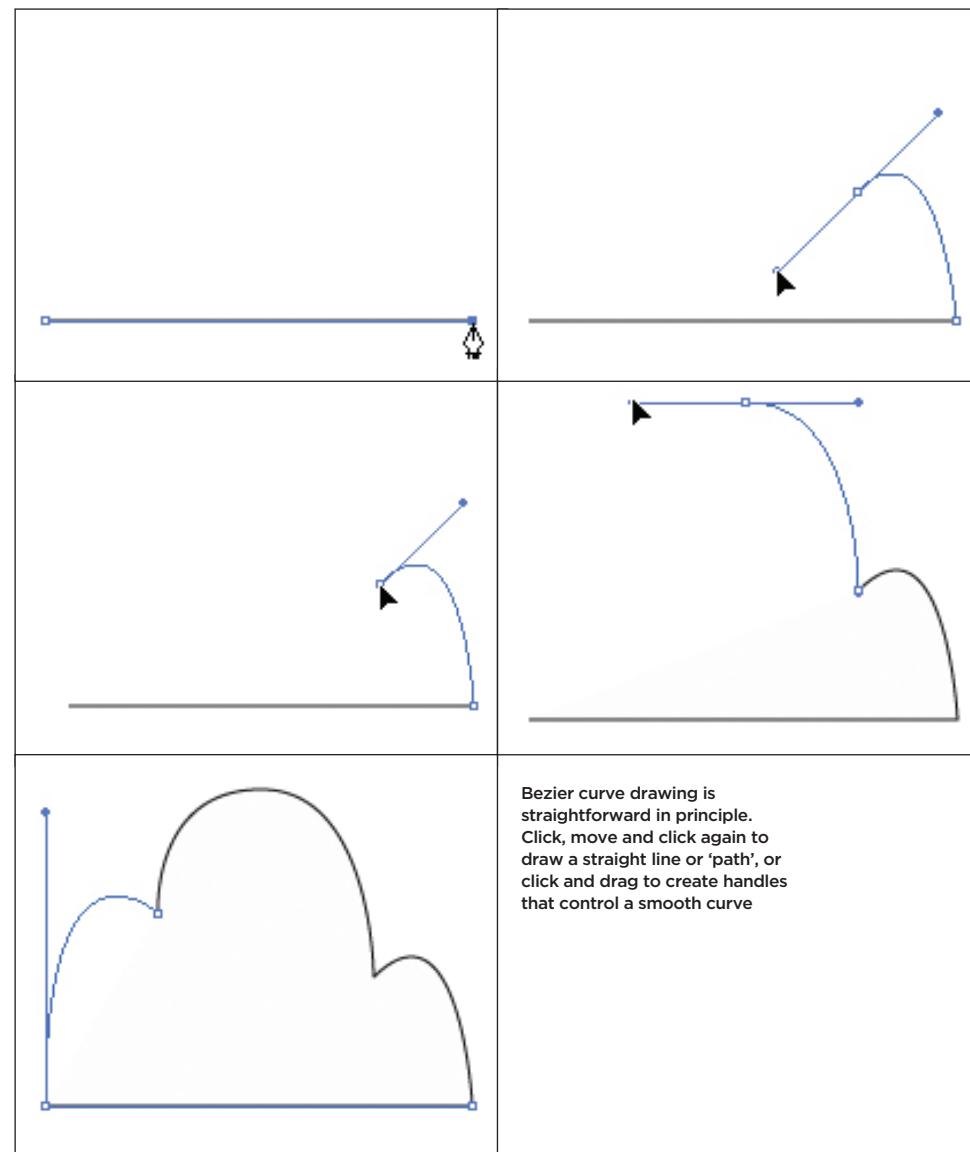 Bezier curve drawing is
straightforward in principle.
Click, move and click again to
draw a straight line or ‘path’, or
click and drag to create handles
that control a smooth curve